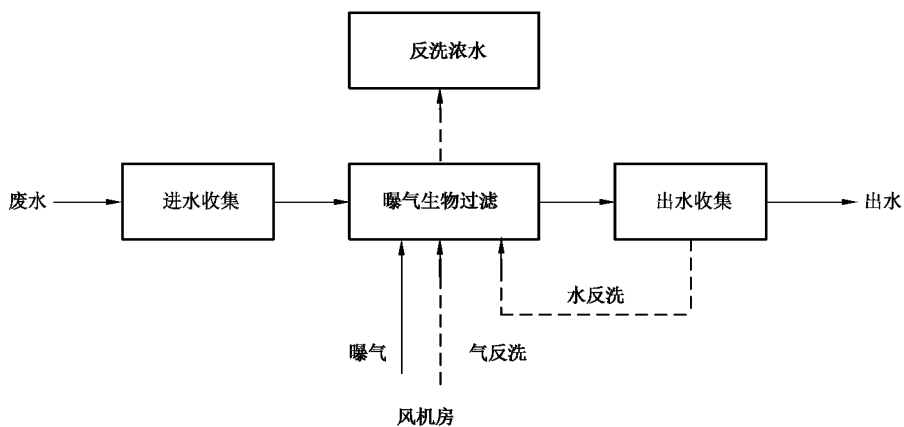 反洗浓水
废水
进水收集
曝气生物过滤
出水收集
出水
水反洗
曝气
气反洗
风机房